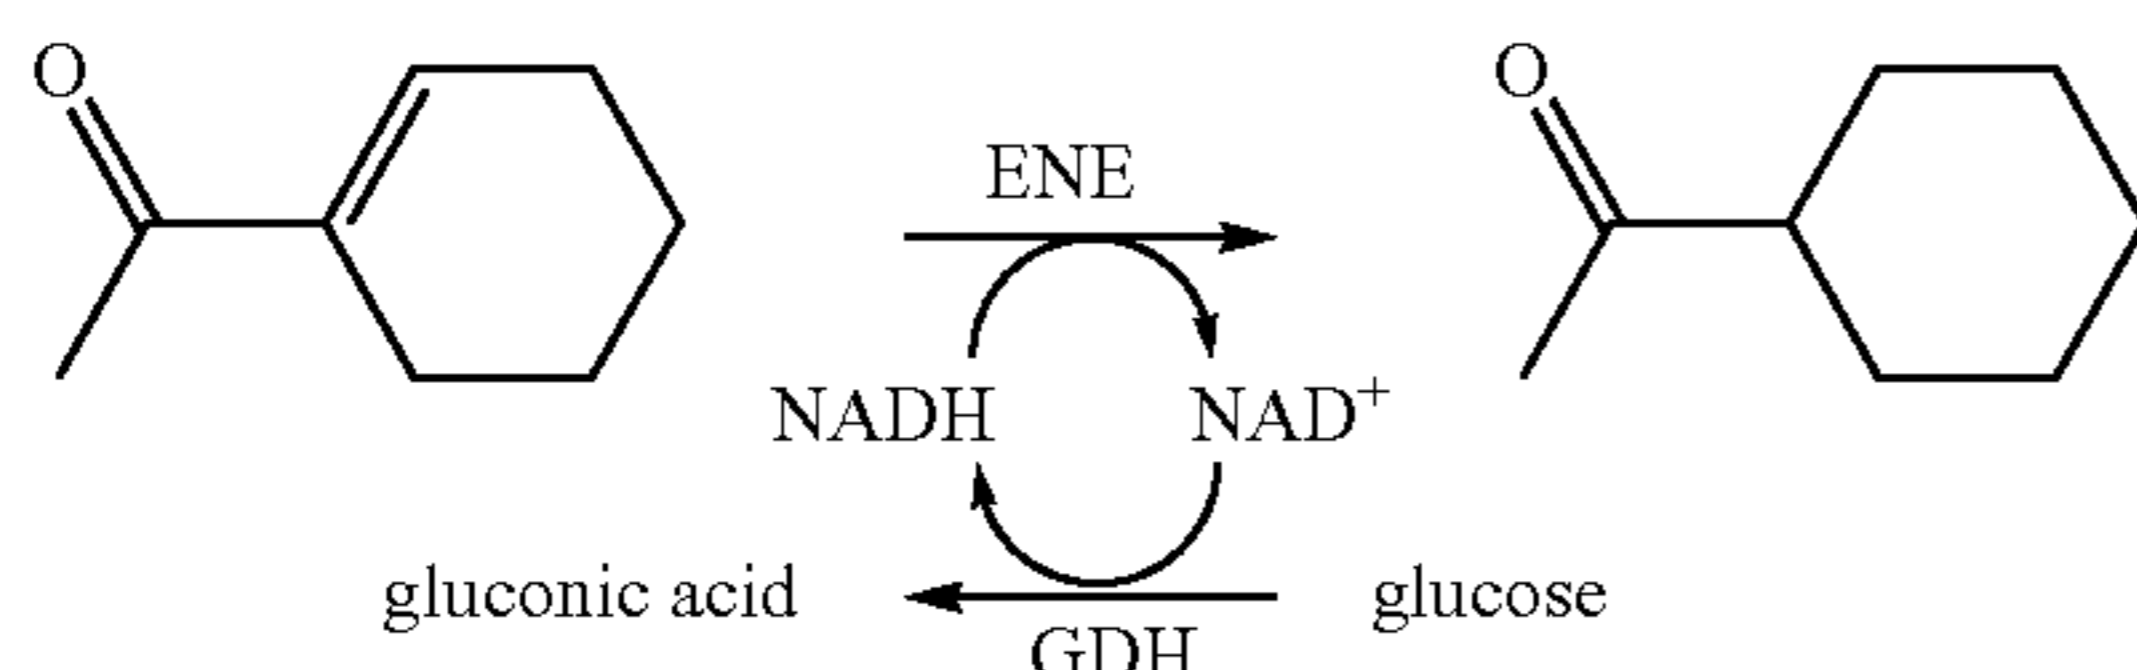 O
O
ENE
NADH
NAD⁺
gluconic acid
glucose
GDH